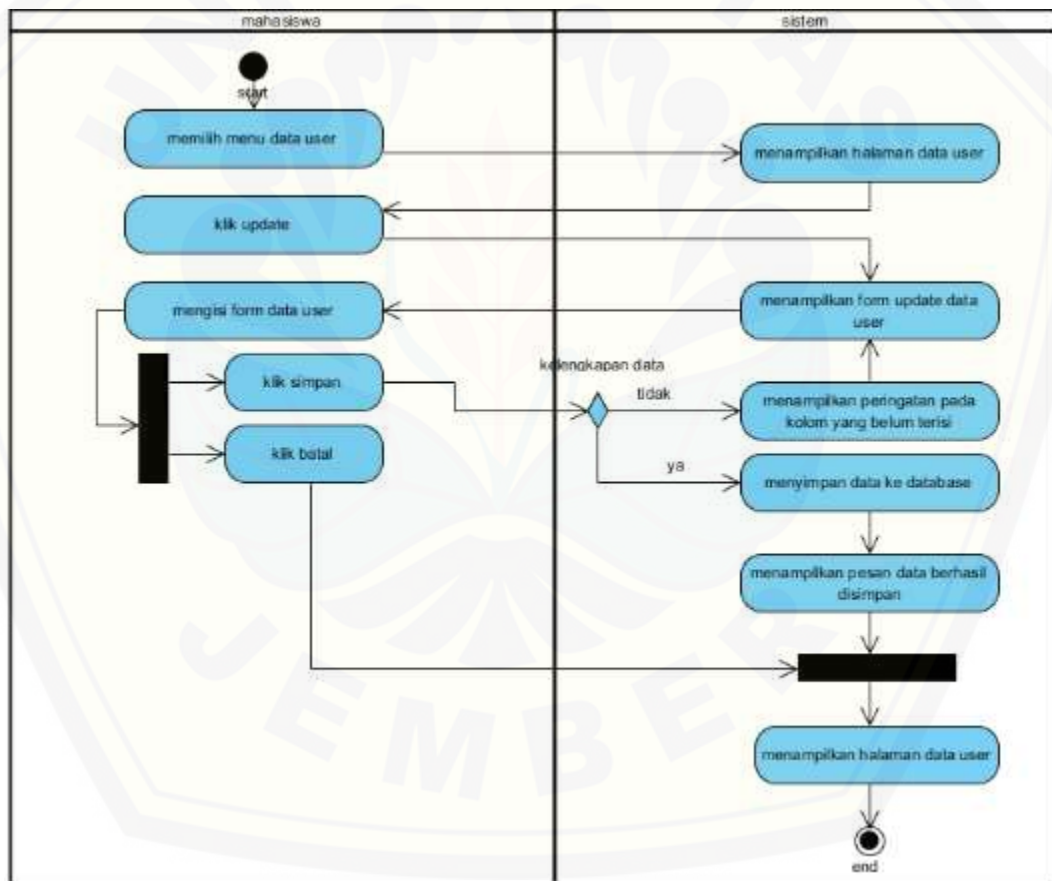 mahasiswa
sistem
start
memilih menu data user
menampilkan halaman data user
klik update
mengisi form data user
menampilkan form update data
user
kelengkapan data
klik simpan
tidak
menampilkan peringatan pada
kolom yang belum terisi
klik batal
ya
menyimpan data ke database
menampilkan pesan data berhasil
disimpan
menampilkan halaman data user
end
JEMBER